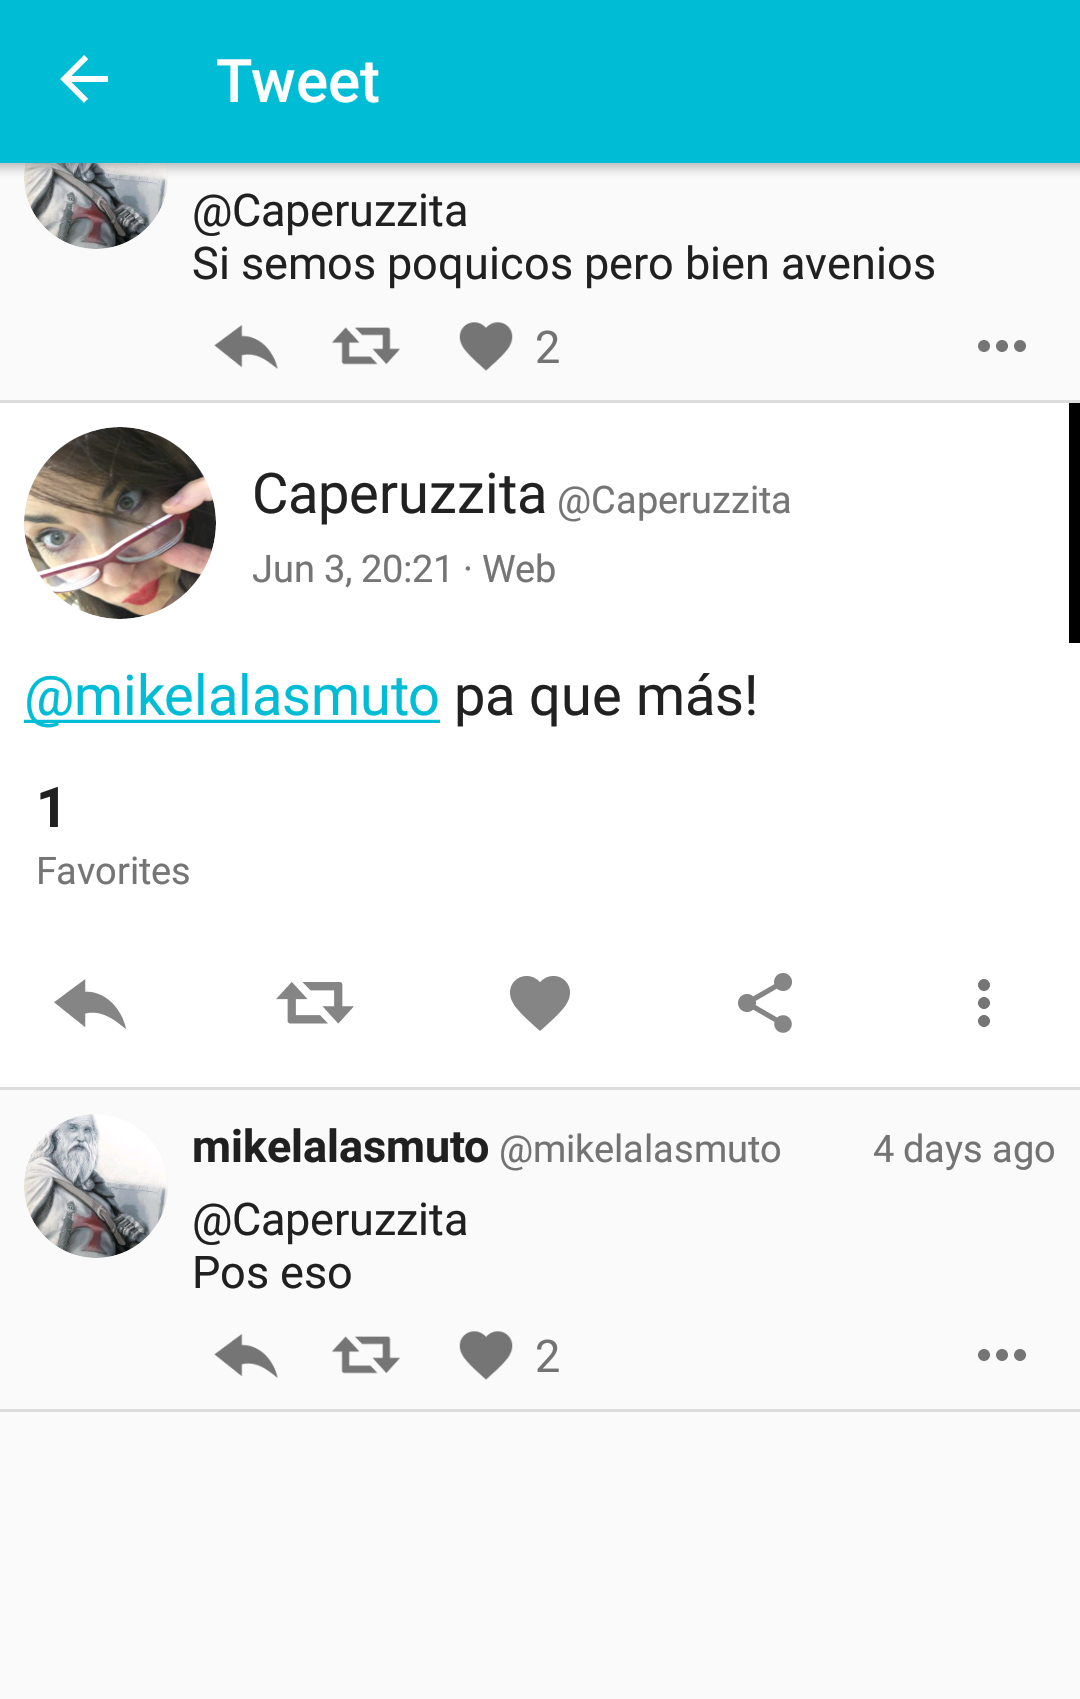 Tweet
@Caperuzzita
Si semos poquicos pero bien avenios
2
Caperuzzita @Caperuzzita
Jun 3, 20:21 · Web
@mikelalasmuto pa que más!
1
Favorites
mikelalasmuto @mikelalasmuto 4 days ago
@Caperuzzita
Pos eso
2